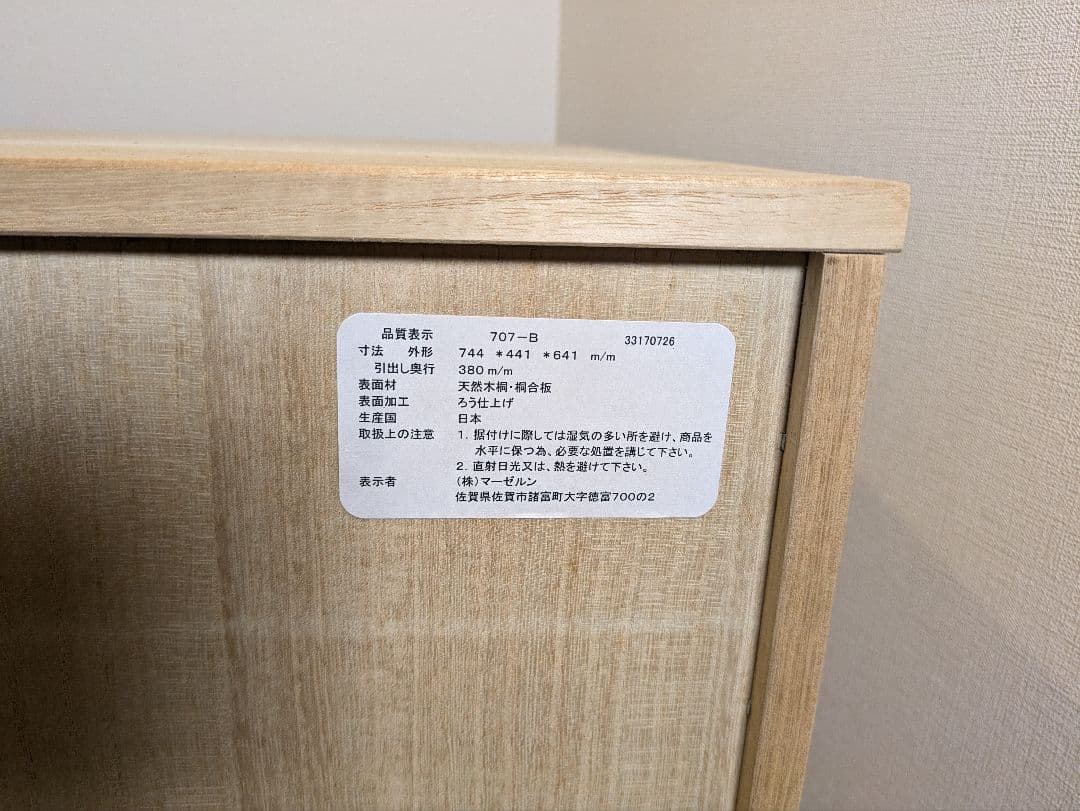 品質表示 707-B 33170726
寸法 外形 744 *441 *641 m/m
引出し奥行 380 m/m
表面材 天然木桐・桐合板
表面加工 ろう仕上げ
生産国 日本
取扱上の注意 1. 据付けに際しては湿気の多い所を避け、商品を
水平に保つ為、必要な処置を講じて下さい。
2. 直射日光又は、熱を避けて下さい。
表示者 (株)マーゼルン
佐賀県佐賀市諸富町大字徳富700の2